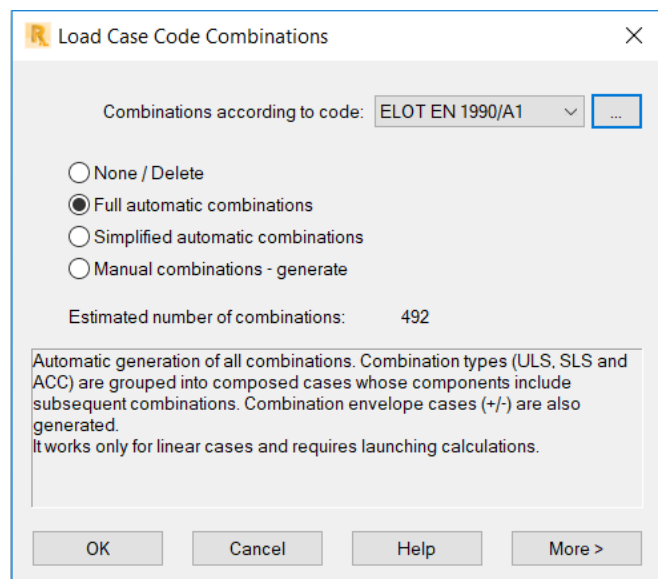 Load Case Code Combinations
Combinations according to code: ELOT EN 1990/A1 ...
None / Delete
Full automatic combinations
Simplified automatic combinations
Manual combinations - generate
Estimated number of combinations: 492
Automatic generation of all combinations. Combination types (ULS, SLS and
ACC) are grouped into composed cases whose components include
subsequent combinations. Combination envelope cases (+/-) are also
generated.
It works only for linear cases and requires launching calculations.
OK Cancel Help More >